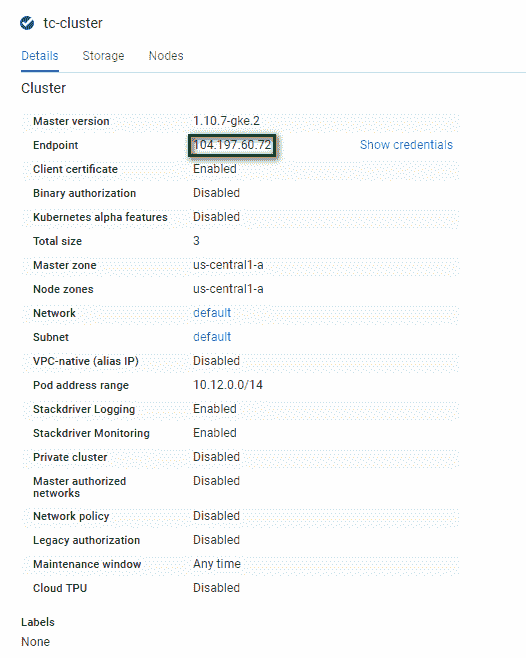 tc-cluster
Details Storage Nodes
Cluster
Master version 1.10.7-gke.2
Endpoint 104.197.60.72 Show credentials
Client certificate Enabled
Binary authorization Disabled
Kubernetes alpha features Disabled
Total size 3
Master zone us-central1-a
Node zones us-central1-a
Network default
Subnet default
VPC-native (alias IP) Disabled
Pod address range 10.12.0.0/14
Stackdriver Logging Enabled
Stackdriver Monitoring Enabled
Private cluster Disabled
Master authorized Disabled
networks
Network policy Disabled
Legacy authorization Disabled
Maintenance window Any time
Cloud TPU Disabled
Labels
None